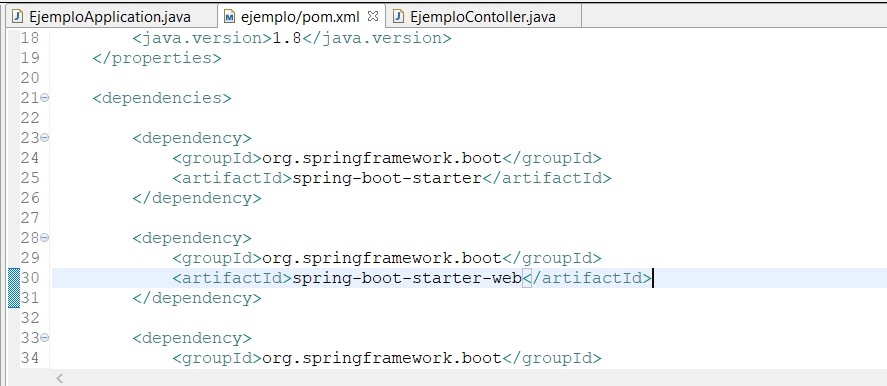 EjemploApplication.java ejemplo/pom.xml EjemploContoller.java
18 <java.version>1.8</java.version>
19 </properties>
20
21 <dependencies>
22
23 <dependency>
24 <groupId>org.springframework.boot</groupId>
25 <artifactId>spring-boot-starter</artifactId>
26 </dependency>
27
28 <dependency>
29 <groupId>org.springframework.boot</groupId>
30 <artifactId>spring-boot-starter-web</artifactId>
31 </dependency>
32
33 <dependency>
34 <groupId>org.springframework.boot</groupId>